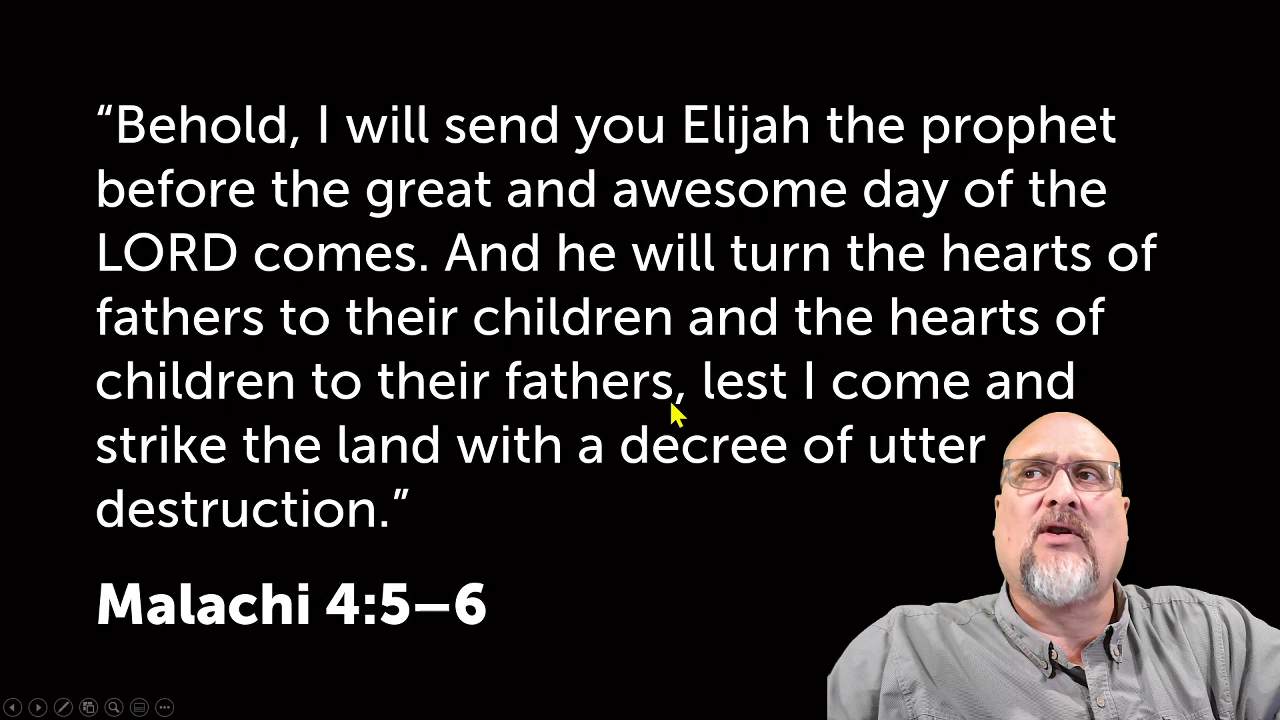 “Behold, I will send you Elijah the prophet
before the great and awesome day of the
LORD comes. And he will turn the hearts of
fathers to their children and the hearts of
children to their fathers, lest I come and
strike the land with a decree of utter
destruction.”
Malachi 4:5–6